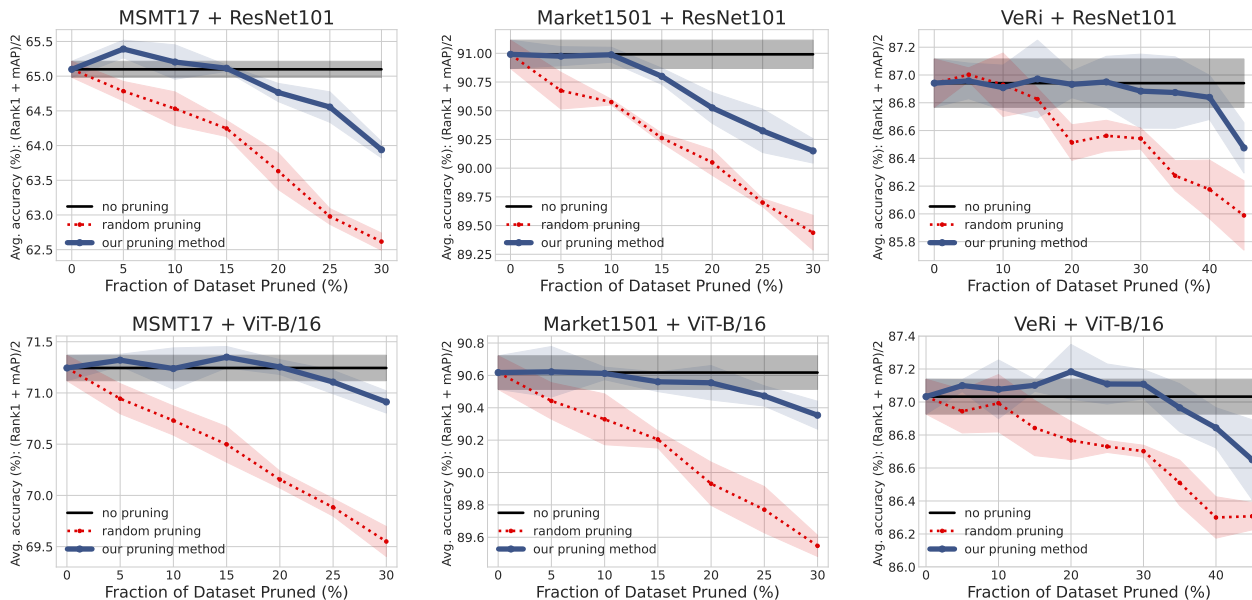 MSMT17 + ResNet101
Avg. accuracy (%): (Rank1 + mAP)/2
65.5
65.0
64.5
64.0
63.5
63.0
62.5
no pruning
random pruning
our pruning method
0 5 10 15 20 25 30
Fraction of Dataset Pruned (%)
Market1501 + ResNet101
Avg. accuracy (%): (Rank1 + mAP)/2
91.00
90.75
90.50
90.25
90.00
89.75
89.50
89.25
no pruning
random pruning
our pruning method
0 5 10 15 20 25 30
Fraction of Dataset Pruned (%)
VeRi + ResNet101
Avg. accuracy (%): (Rank1 + mAP)/2
87.2
87.0
86.8
86.6
86.4
86.2
86.0
85.8
no pruning
random pruning
our pruning method
0 10 20 30 40
Fraction of Dataset Pruned (%)
MSMT17 + ViT-B/16
Avg. accuracy (%): (Rank1 + mAP)/2
71.5
71.0
70.5
70.0
69.5
no pruning
random pruning
our pruning method
0 5 10 15 20 25 30
Fraction of Dataset Pruned (%)
Market1501 + ViT-B/16
Avg. accuracy (%): (Rank1 + mAP)/2
90.8
90.6
90.4
90.2
90.0
89.8
89.6
no pruning
random pruning
our pruning method
0 5 10 15 20 25 30
Fraction of Dataset Pruned (%)
VeRi + ViT-B/16
Avg. accuracy (%): (Rank1 + mAP)/2
87.4
87.2
87.0
86.8
86.6
86.4
86.2
86.0
no pruning
random pruning
our pruning method
0 10 20 30 40
Fraction of Dataset Pruned (%)